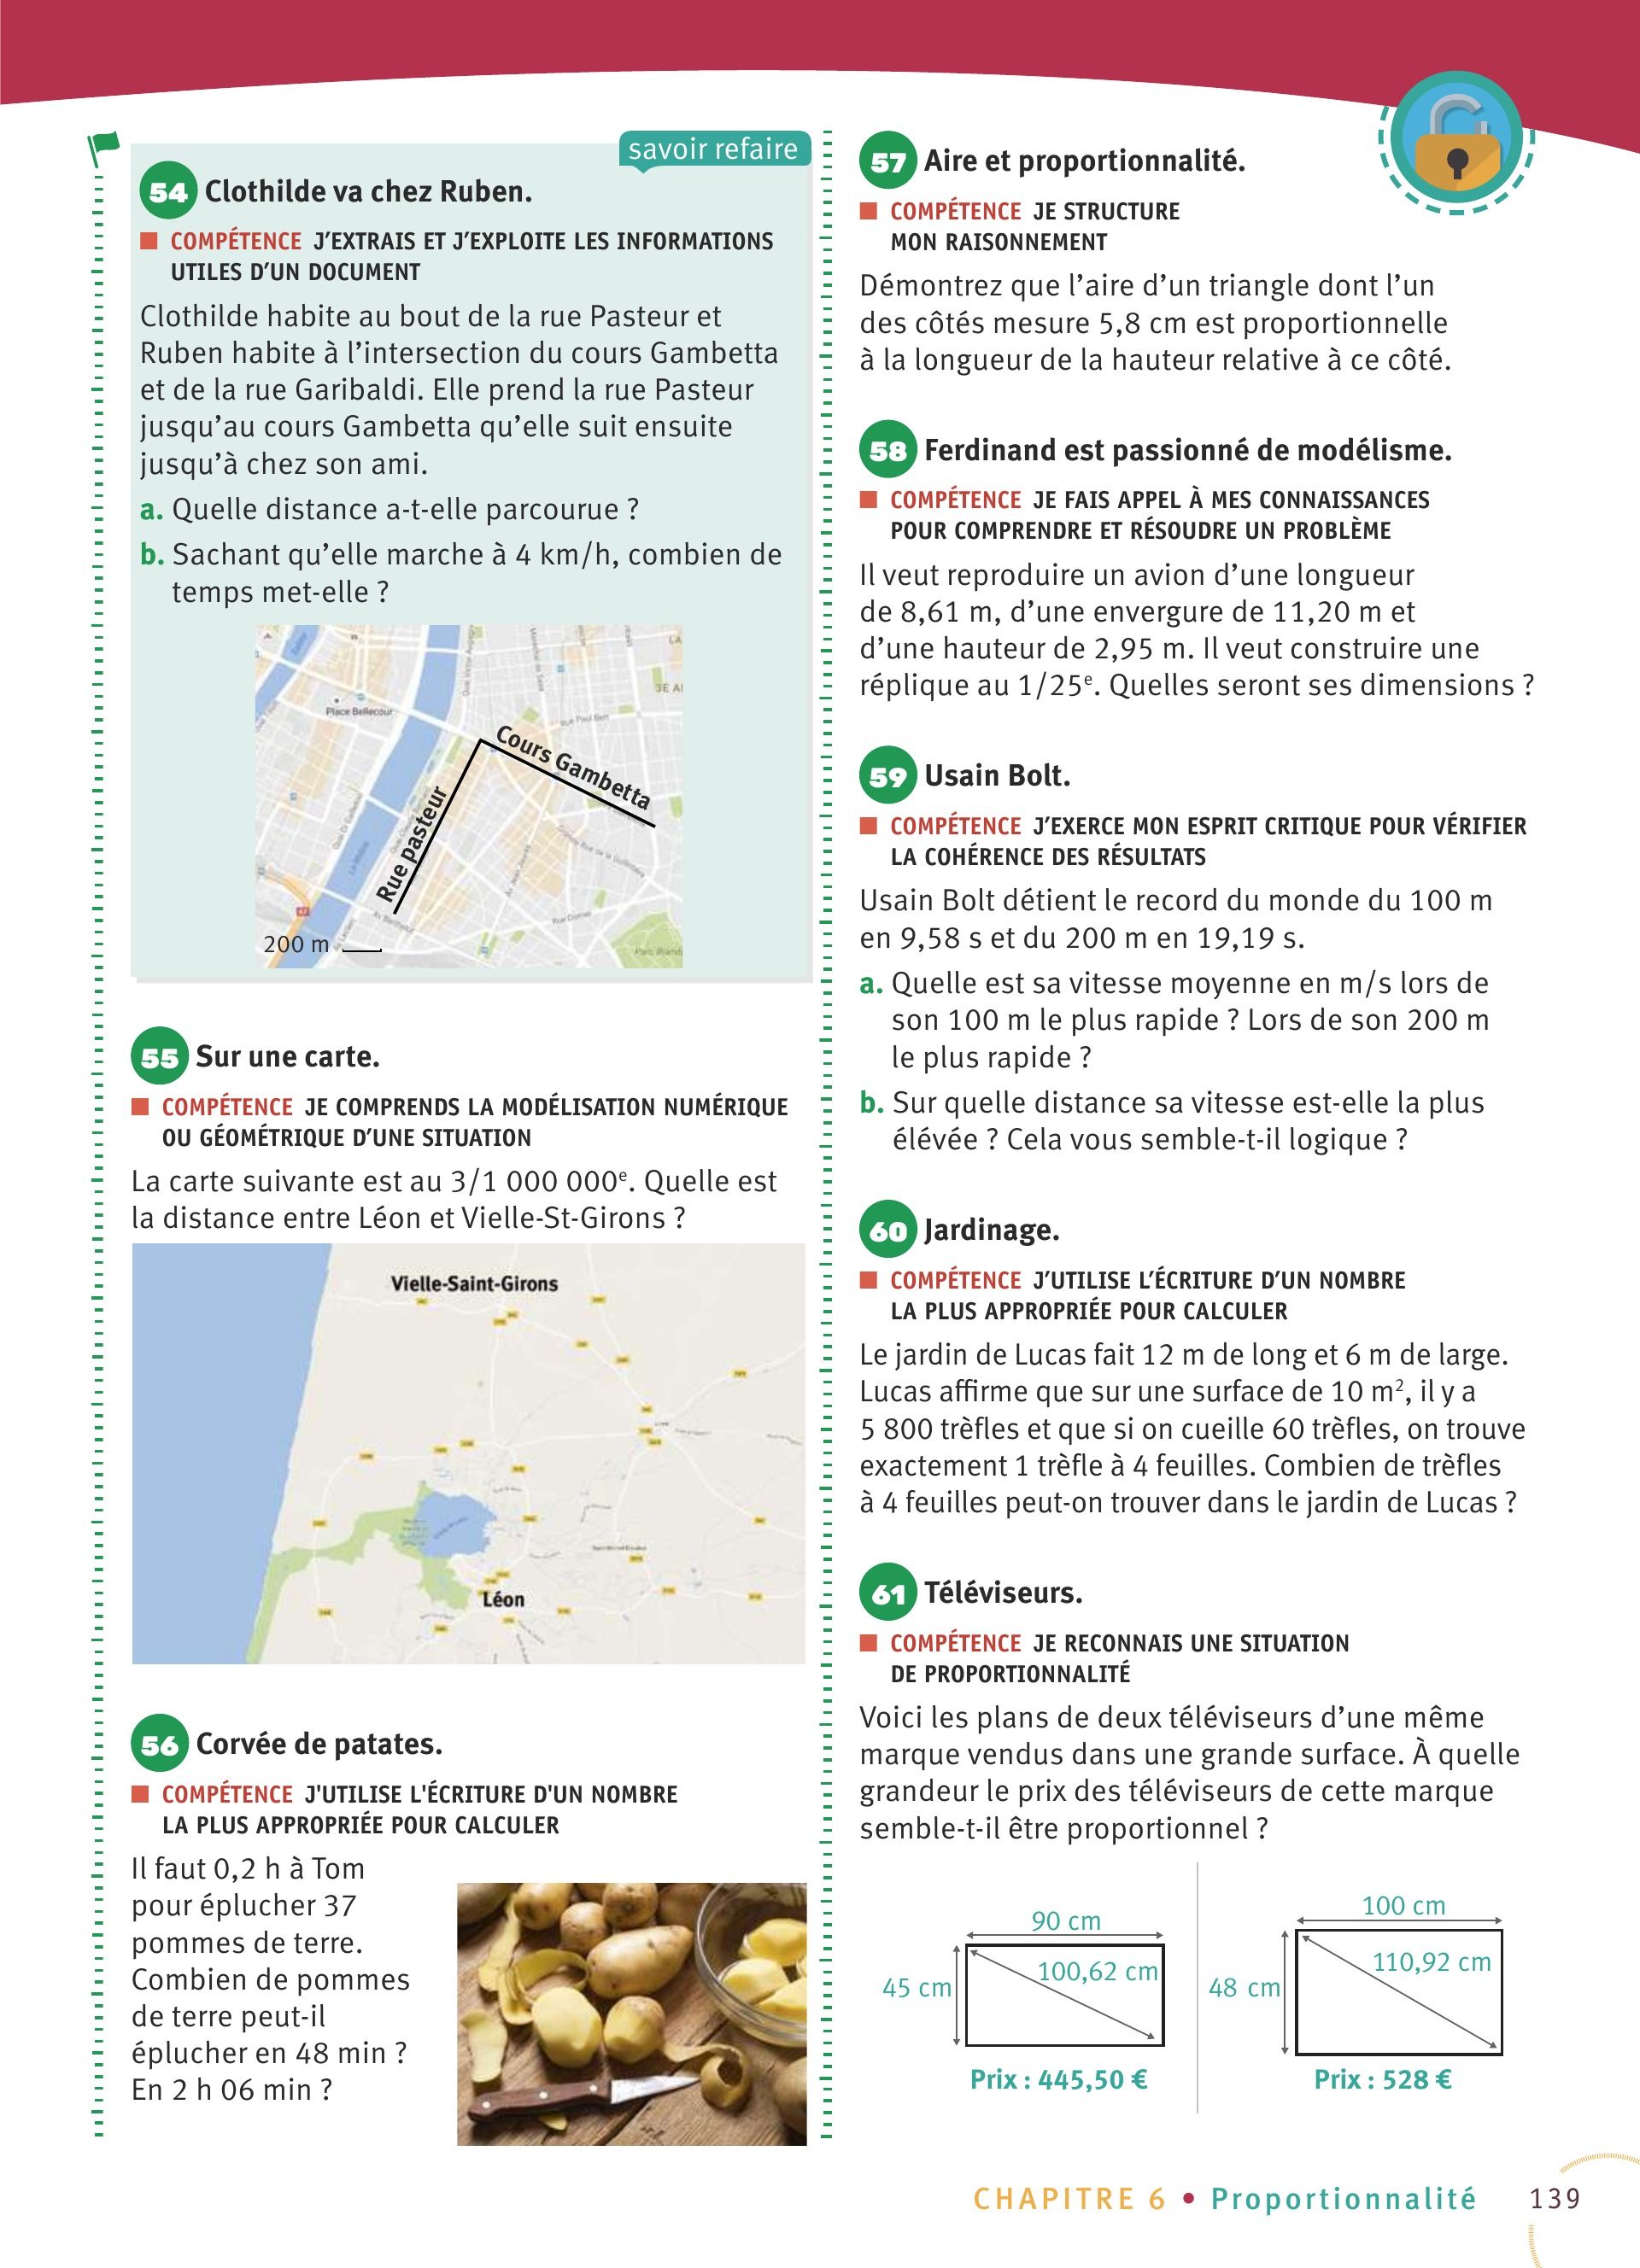 savoir refaire
54 Clothilde va chez Ruben.
COMPÉTENCE J’EXTRAIS ET J’EXPLOITE LES INFORMATIONS
UTILES D’UN DOCUMENT
Clothilde habite au bout de la rue Pasteur et
Ruben habite à l’intersection du cours Gambetta
et de la rue Garibaldi. Elle prend la rue Pasteur
jusqu’au cours Gambetta qu’elle suit ensuite
jusqu’à chez son ami.
a. Quelle distance a-t-elle parcourue ?
b. Sachant qu’elle marche à 4 km/h, combien de
temps met-elle ?
Place Bellecour
Rue Paul Bert
Cours Gambetta
Rue pasteur
200 m
55 Sur une carte.
COMPÉTENCE JE COMPRENDS LA MODÉLISATION NUMÉRIQUE
OU GÉOMÉTRIQUE D’UNE SITUATION
La carte suivante est au 3/1 000 000e. Quelle est
la distance entre Léon et Vielle-St-Girons ?
Vielle-Saint-Girons
Léon
56 Corvée de patates.
COMPÉTENCE J'UTILISE L'ÉCRITURE D'UN NOMBRE
LA PLUS APPROPRIÉE POUR CALCULER
Il faut 0,2 h à Tom
pour éplucher 37
pommes de terre.
Combien de pommes
de terre peut-il
éplucher en 48 min ?
En 2 h 06 min ?
57 Aire et proportionnalité.
COMPÉTENCE JE STRUCTURE
MON RAISONNEMENT
Démontrez que l’aire d’un triangle dont l’un
des côtés mesure 5,8 cm est proportionnelle
à la longueur de la hauteur relative à ce côté.
58 Ferdinand est passionné de modélisme.
COMPÉTENCE JE FAIS APPEL À MES CONNAISSANCES
POUR COMPRENDRE ET RÉSOUDRE UN PROBLÈME
Il veut reproduire un avion d’une longueur
de 8,61 m, d’une envergure de 11,20 m et
d’une hauteur de 2,95 m. Il veut construire une
réplique au 1/25e. Quelles seront ses dimensions ?
59 Usain Bolt.
COMPÉTENCE J’EXERCE MON ESPRIT CRITIQUE POUR VÉRIFIER
LA COHÉRENCE DES RÉSULTATS
Usain Bolt détient le record du monde du 100 m
en 9,58 s et du 200 m en 19,19 s.
a. Quelle est sa vitesse moyenne en m/s lors de
son 100 m le plus rapide ? Lors de son 200 m
le plus rapide ?
b. Sur quelle distance sa vitesse est-elle la plus
élévée ? Cela vous semble-t-il logique ?
60 Jardinage.
COMPÉTENCE J’UTILISE L’ÉCRITURE D’UN NOMBRE
LA PLUS APPROPRIÉE POUR CALCULER
Le jardin de Lucas fait 12 m de long et 6 m de large.
Lucas affirme que sur une surface de 10 m², il y a
5 800 trèfles et que si on cueille 60 trèfles, on trouve
exactement 1 trèfle à 4 feuilles. Combien de trèfles
à 4 feuilles peut-on trouver dans le jardin de Lucas ?
61 Téléviseurs.
COMPÉTENCE JE RECONNAIS UNE SITUATION
DE PROPORTIONNALITÉ
Voici les plans de deux téléviseurs d’une même
marque vendus dans une grande surface. À quelle
grandeur le prix des téléviseurs de cette marque
semble-t-il être proportionnel ?
90 cm
45 cm
100,62 cm
Prix : 445,50 €
100 cm
48 cm
110,92 cm
Prix : 528 €
CHAPITRE 6 • Proportionnalité 139